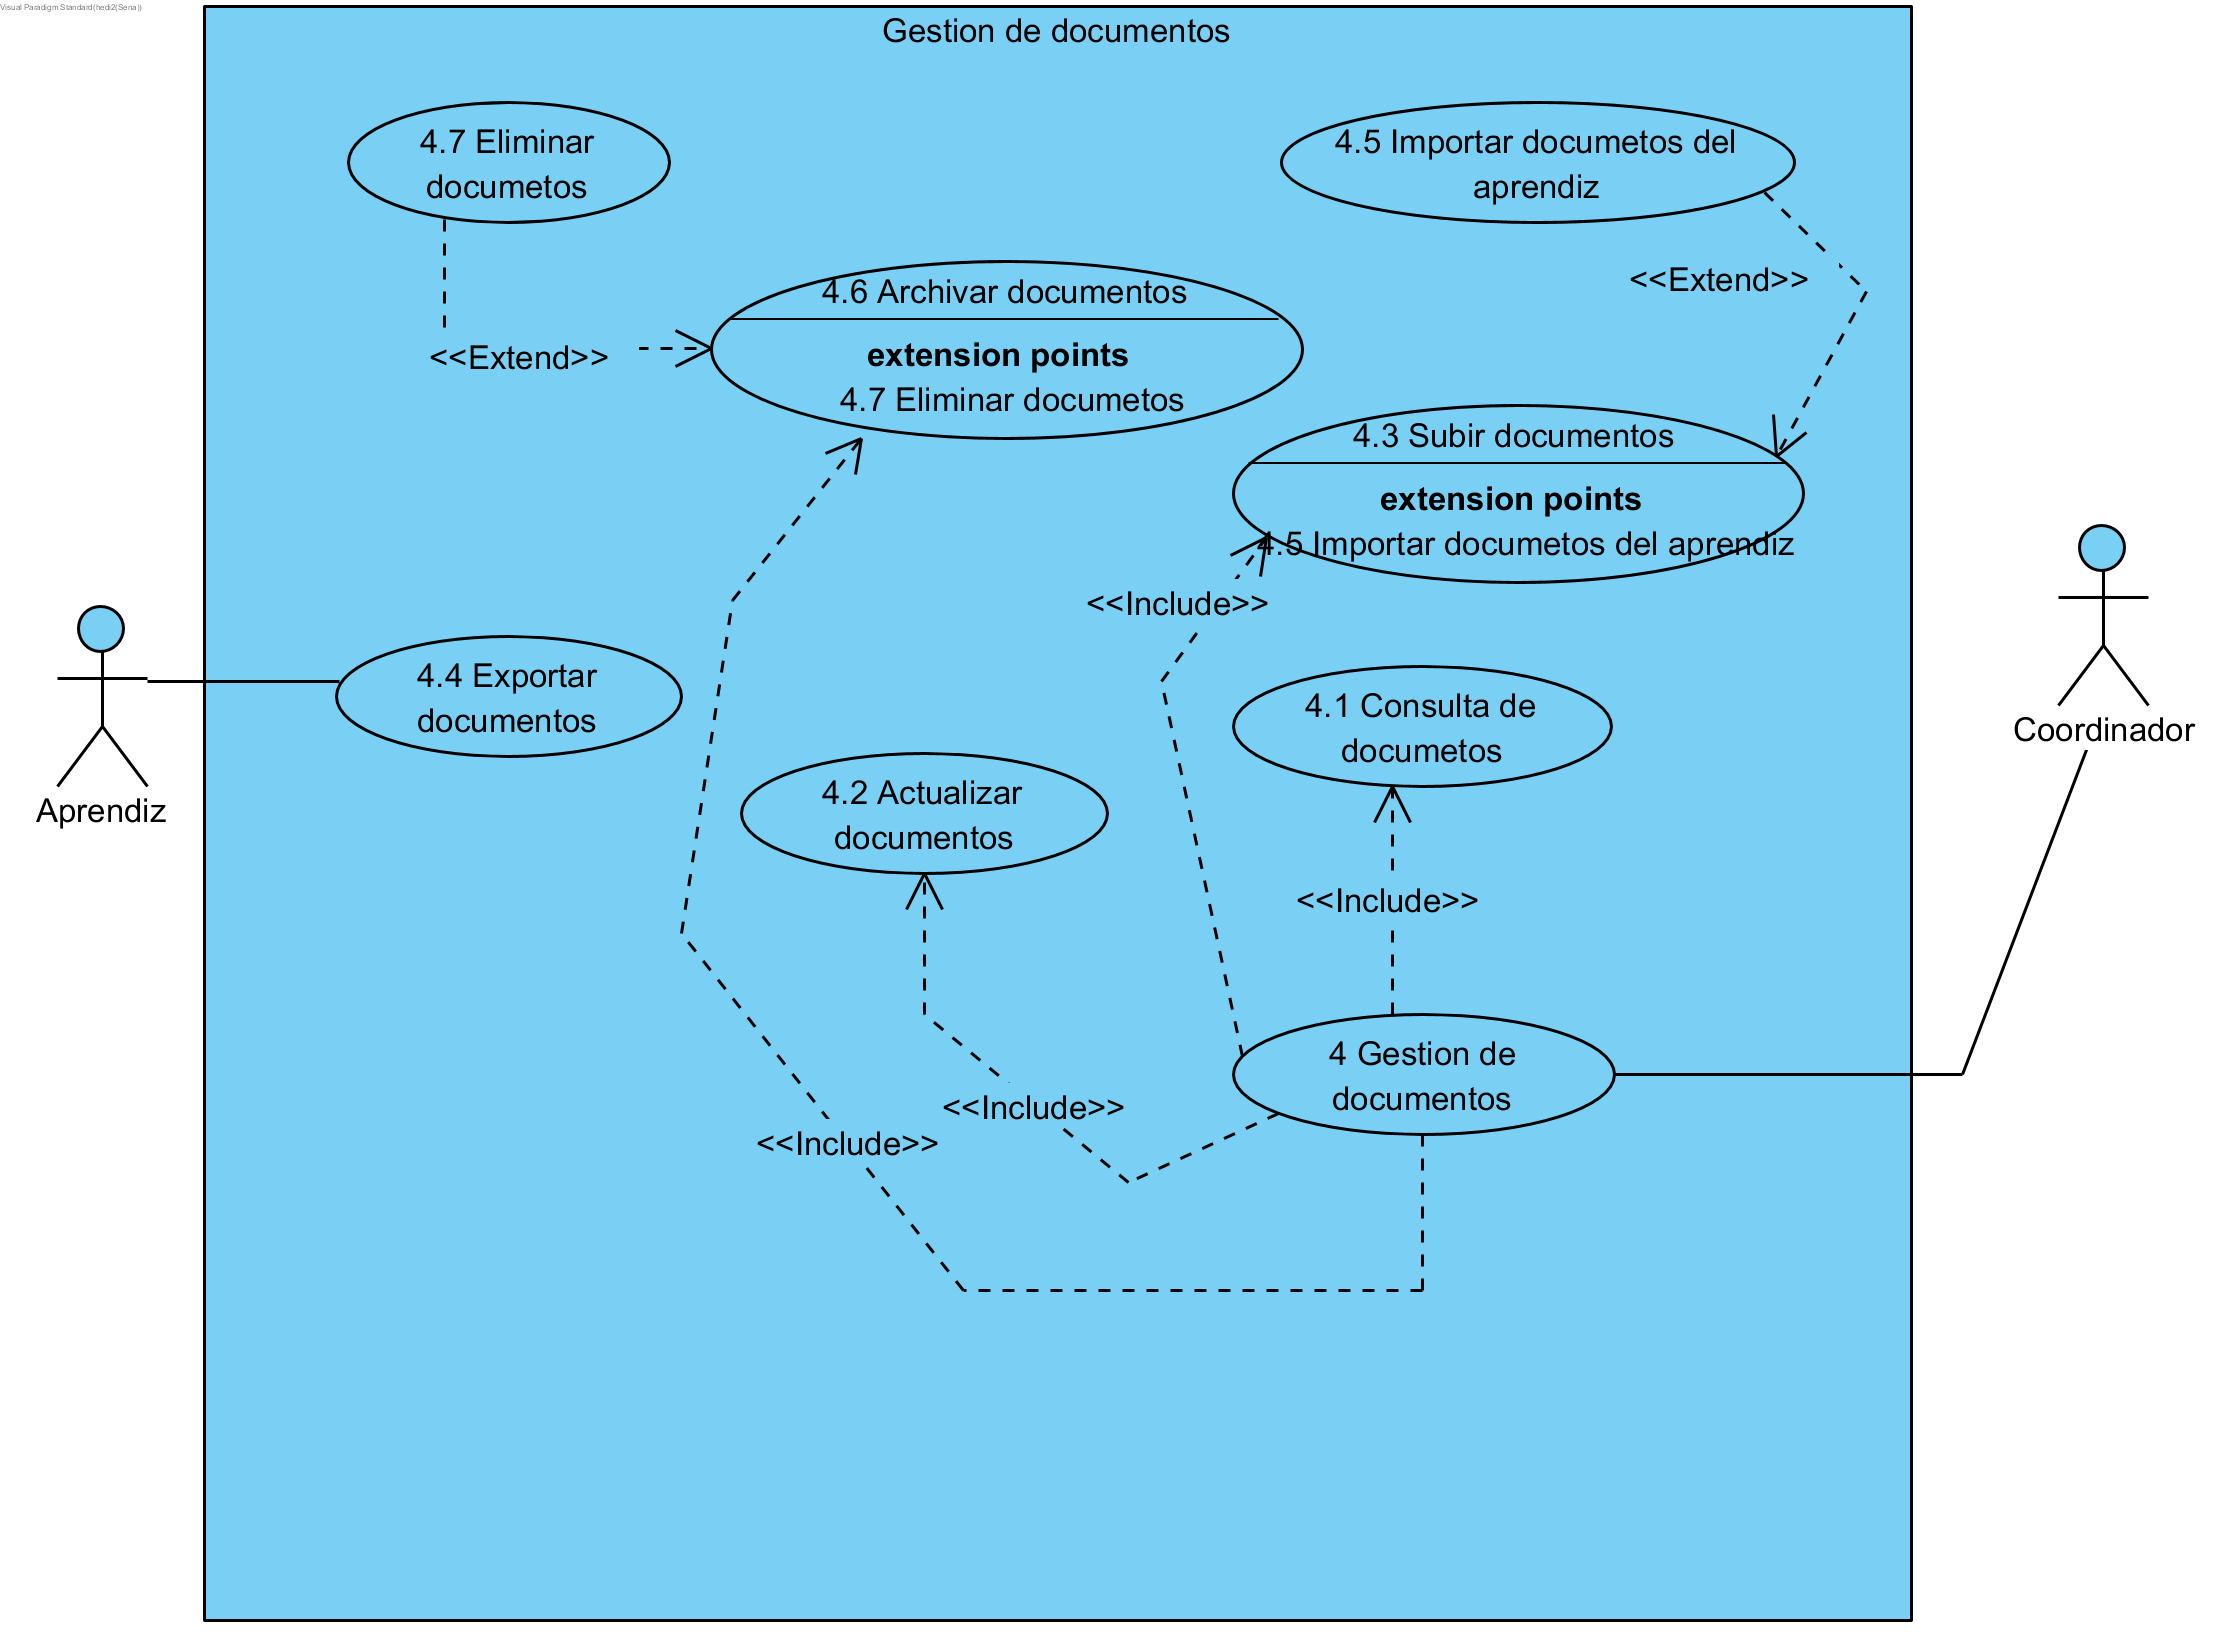 Visual Paradigm Standard(hedi2(Sena))
Gestion de documentos
4.7 Eliminar
documetos
4.5 Importar documetos del
aprendiz
<<Extend>>
4.6 Archivar documentos
extension points
4.7 Eliminar documetos
<<Extend>>
4.3 Subir documentos
extension points
4.5 Importar documetos del aprendiz
<<Include>>
4.4 Exportar
documentos
4.1 Consulta de
documetos
Coordinador
4.2 Actualizar
documentos
Aprendiz
<<Include>>
4 Gestion de
documentos
<<Include>>
<<Include>>